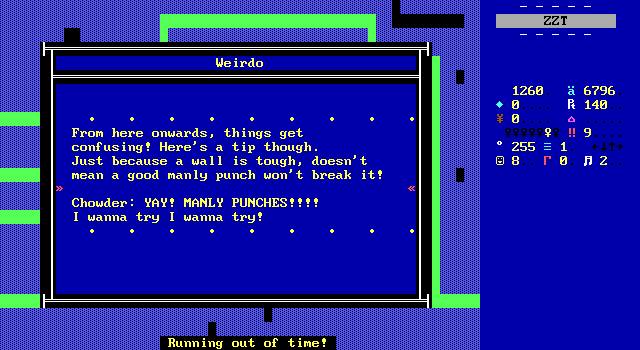 Weirdo
From here onwards, things get
confusing! Here's a tip though.
Just because a wall is tough, doesn't
mean a good manly punch won't break it!
Chowder: YAY! MANLY PUNCHES!!!!
I wanna try I wanna try!
Running out of time!
- - - - -
ZZT
- - - - -
1260 ä 6796
0 R 140
¥ 0
‼ 9
° 255 ≡ 1 ←↓↑→
8 Γ 0 ♫ 2